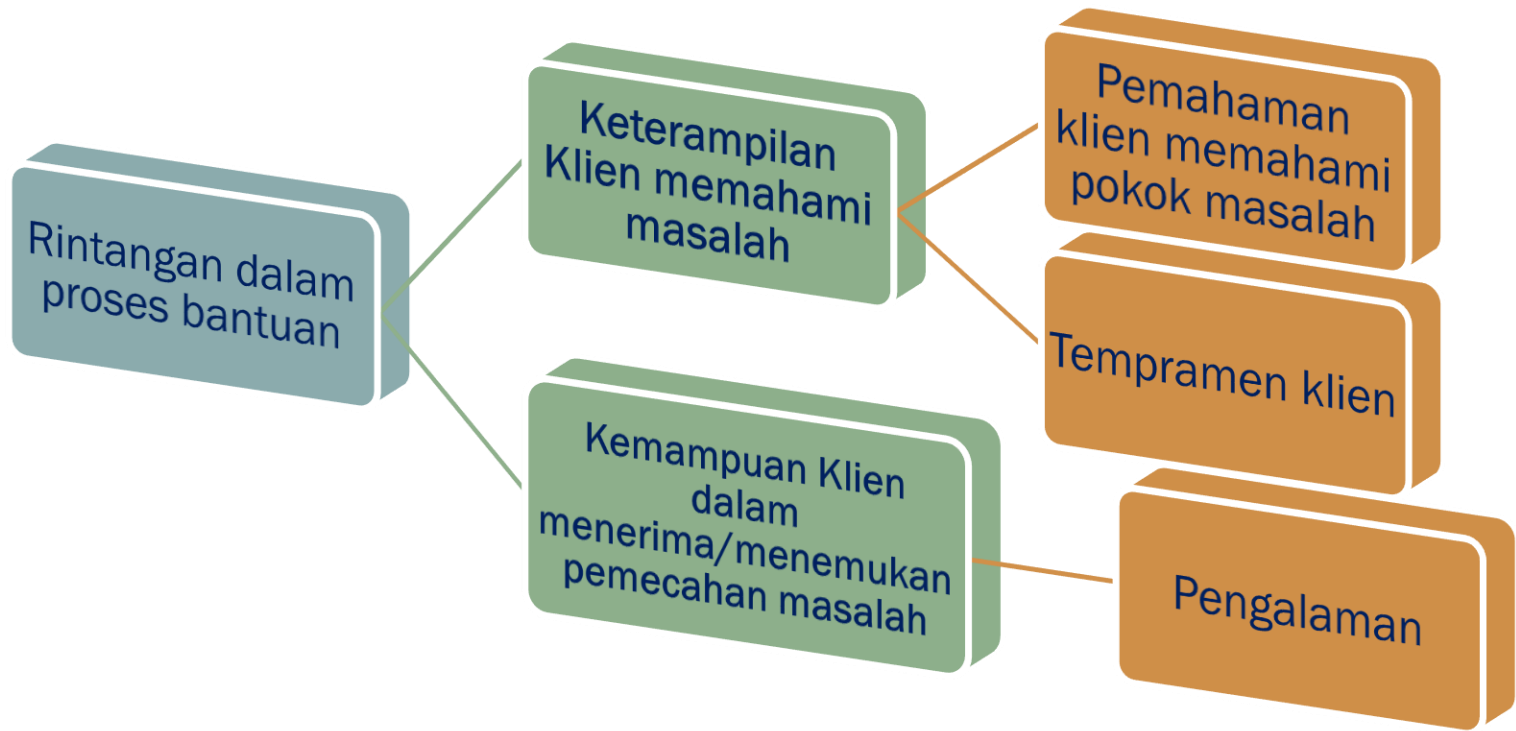 Rintangan dalam
proses bantuan
Keterampilan
Klien memahami
masalah
Pemahaman
klien memahami
pokok masalah
Tempramen klien
Kemampuan Klien
dalam
menerima/menemukan
pemecahan masalah
Pengalaman